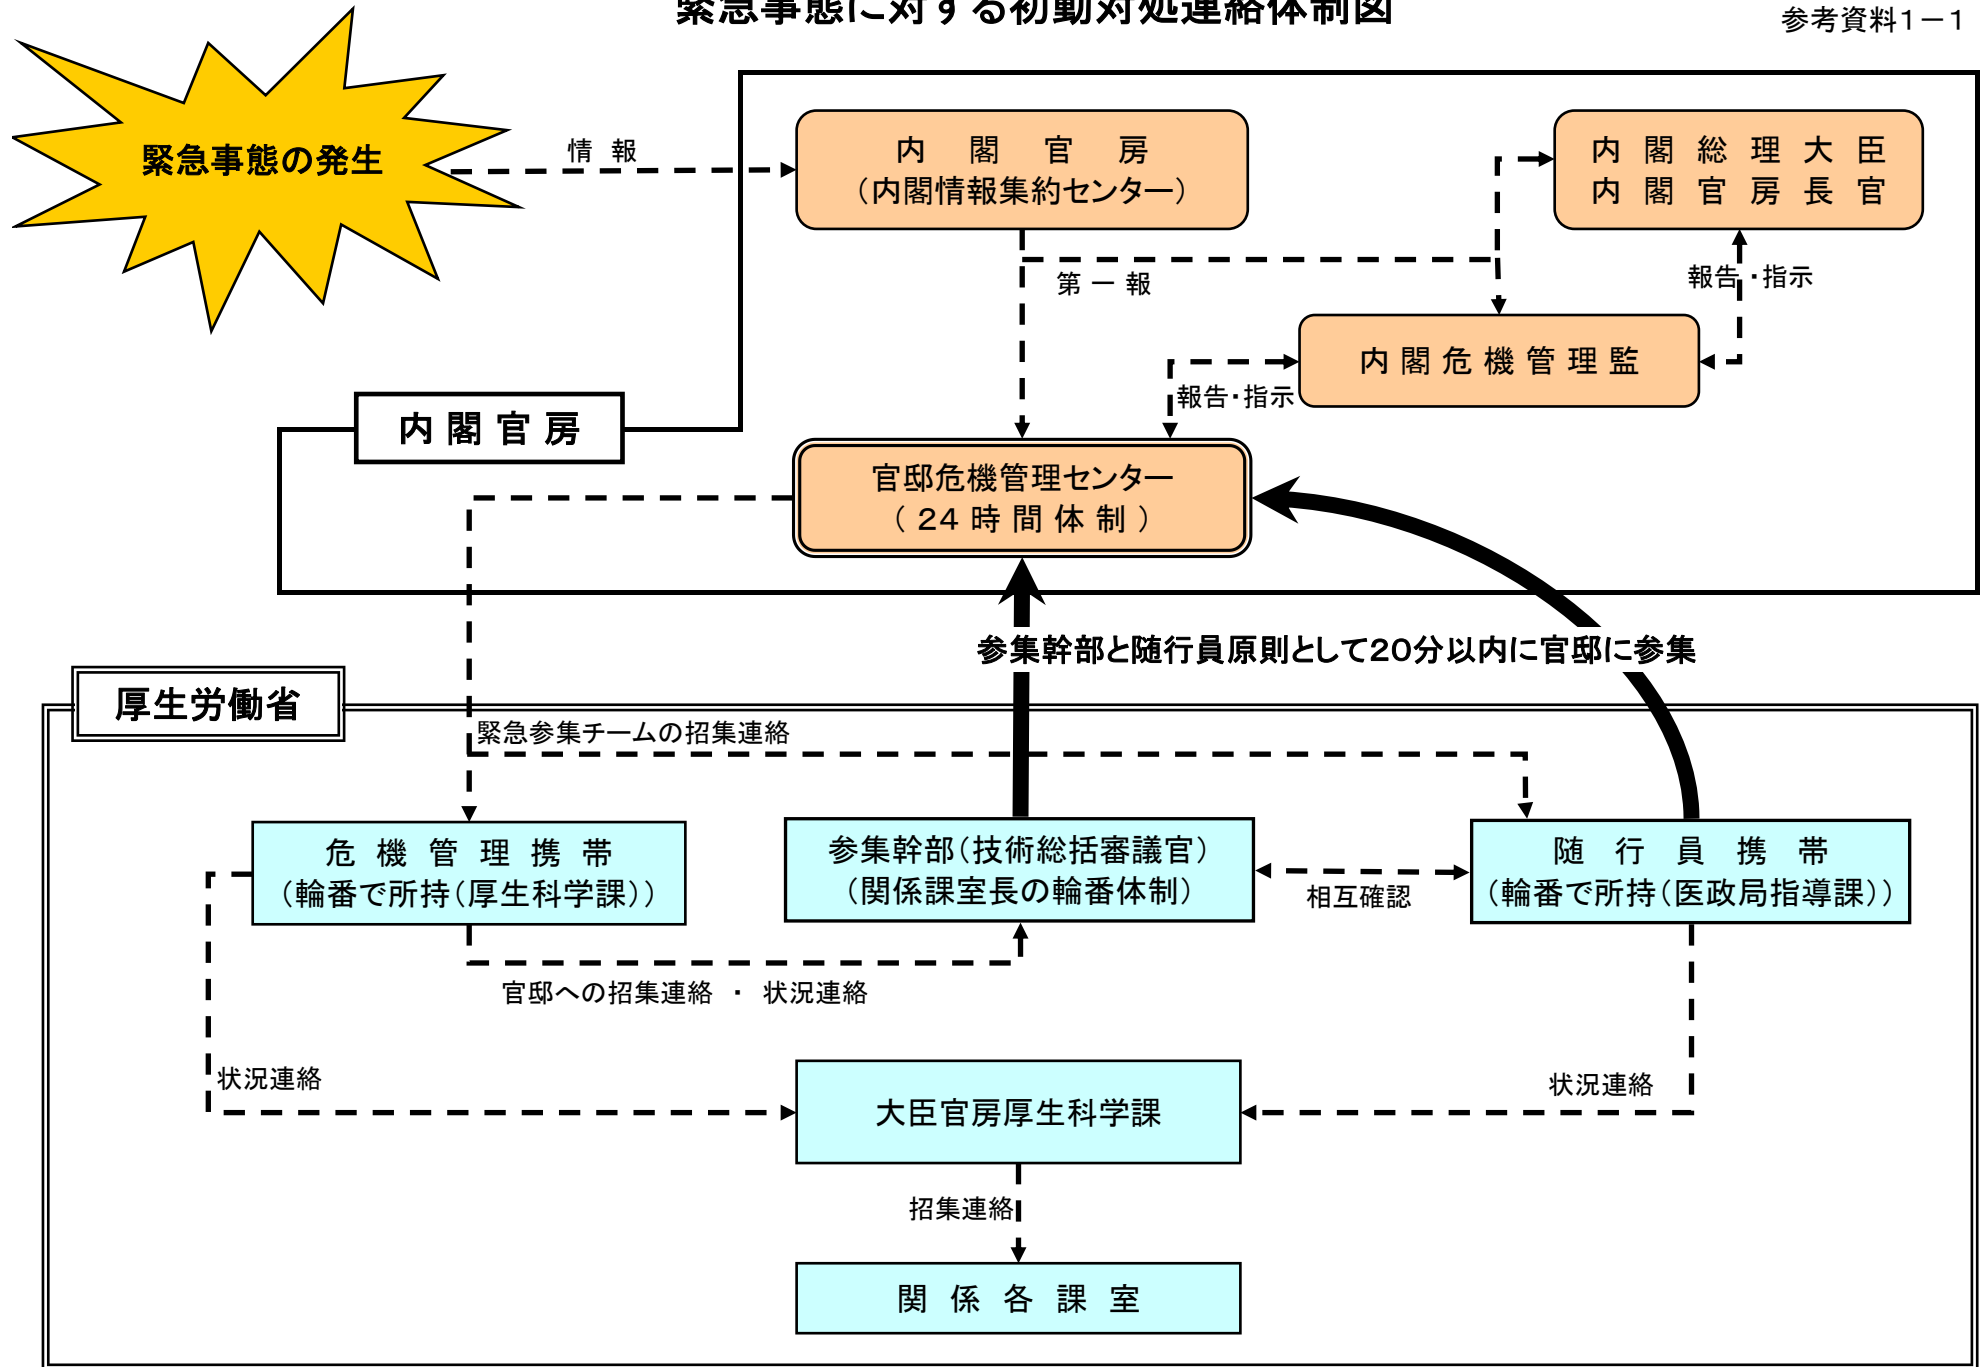 緊急事態に対する初動対処連絡体制図
参考資料1-1
緊急事態の発生
情 報
内 閣 官 房
(内閣情報集約センター)
内 閣 総 理 大 臣
内 閣 官 房 長 官
第 一 報
報告・指示
内 閣 危 機 管 理 監
報告・指示
内 閣 官 房
官邸危機管理センター
( 24 時 間 体 制 )
参集幹部と随行員原則として20分以内に官邸に参集
厚生労働省
緊急参集チームの招集連絡
危 機 管 理 携 帯
(輪番で所持(厚生科学課))
参集幹部(技術総括審議官)
(関係課室長の輪番体制)
随 行 員 携 帯
(輪番で所持(医政局指導課))
相互確認
官邸への招集連絡 ・ 状況連絡
状況連絡
状況連絡
大臣官房厚生科学課
招集連絡
関 係 各 課 室